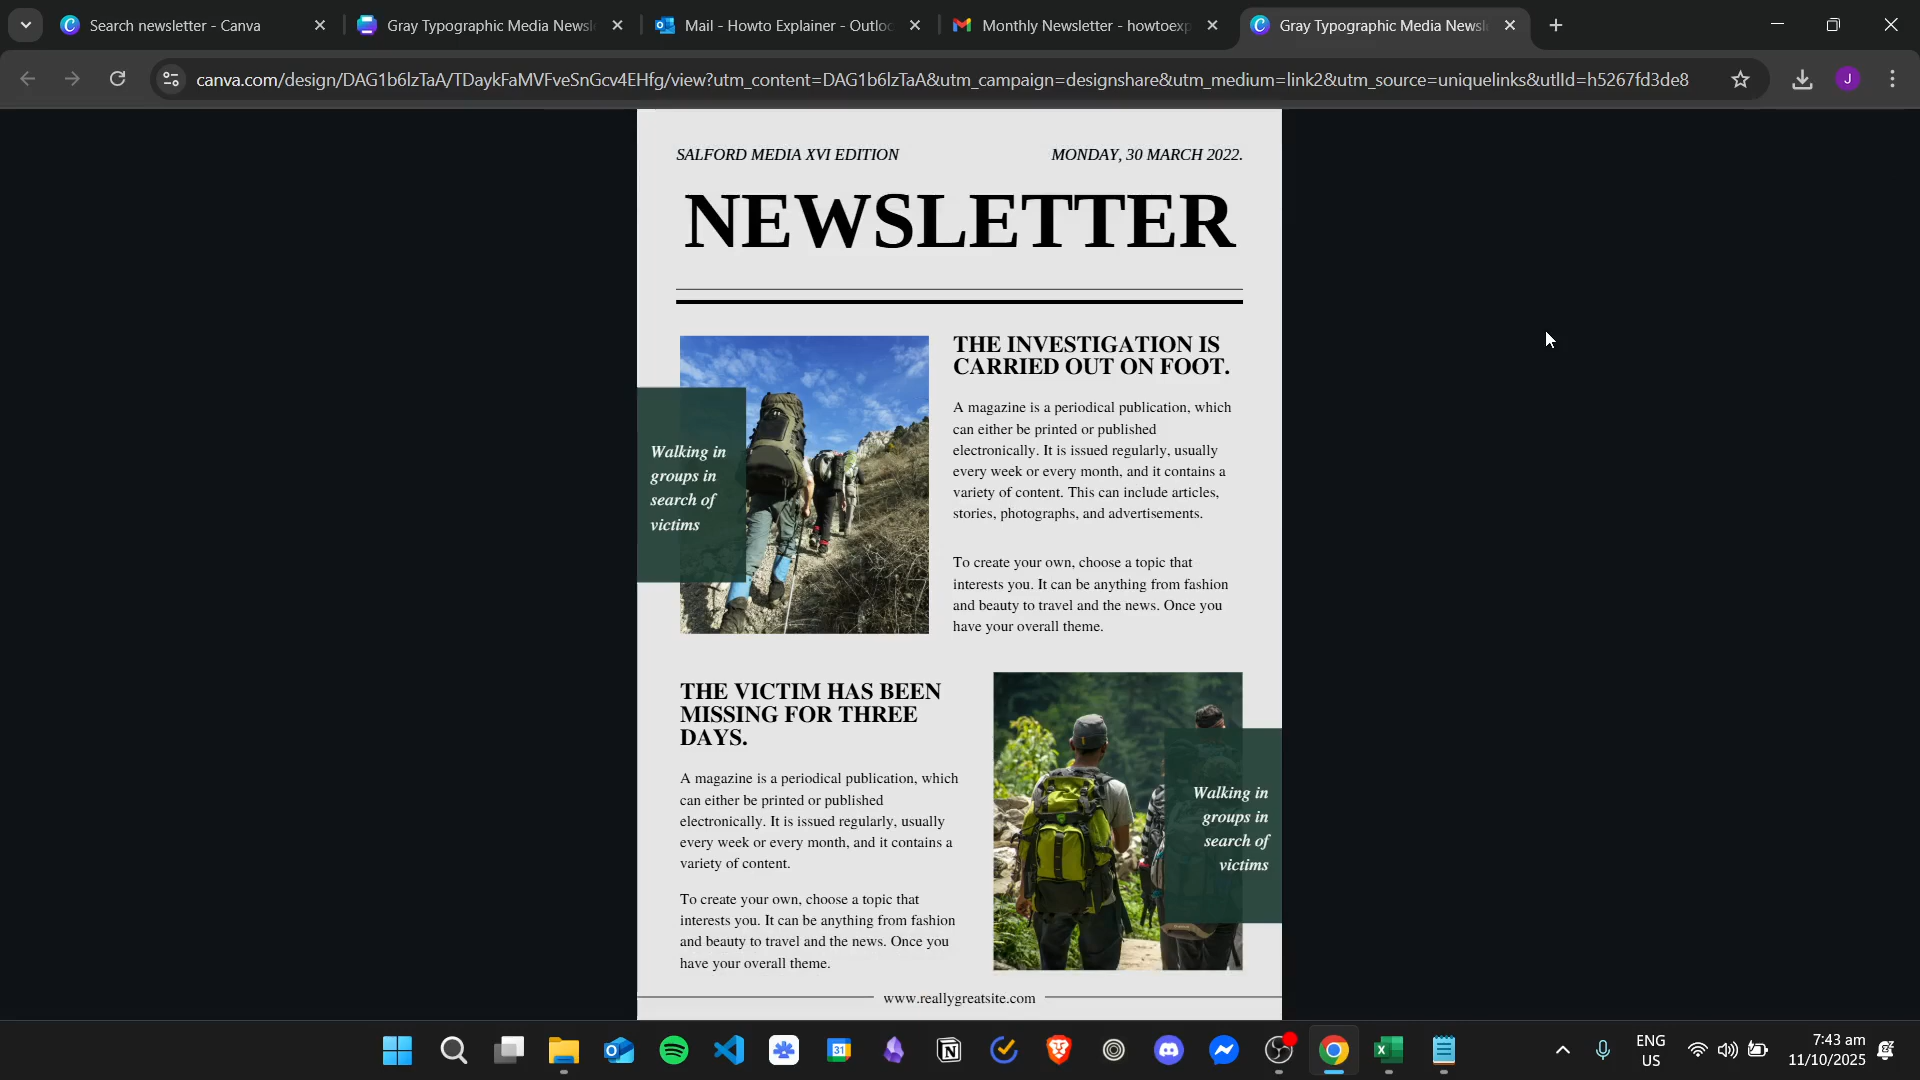 Search newsletter - Canva
Gray Typographic Media Newsl
Mail - Howto Explainer - Outloo
Monthly Newsletter - howtoexp
Gray Typographic Media Newsl
canva.com/design/DAG1b6lzTaA/TDaykFaMVFveSnGcv4EHfg/view?utm_content=DAG1b6lzTaA&utm_campaign=designshare&utm_medium=link2&utm_source=uniquelinks&utlId=h5267fd3de8
J
SALFORD MEDIA XVI EDITION
MONDAY, 30 MARCH 2022.
NEWSLETTER
Walking in
groups in
search of
victims
THE INVESTIGATION IS
CARRIED OUT ON FOOT.
A magazine is a periodical publication, which
can either be printed or published
electronically. It is issued regularly, usually
every week or every month, and it contains a
variety of content. This can include articles,
stories, photographs, and advertisements.
To create your own, choose a topic that
interests you. It can be anything from fashion
and beauty to travel and the news. Once you
have your overall theme.
THE VICTIM HAS BEEN
MISSING FOR THREE
DAYS.
A magazine is a periodical publication, which
can either be printed or published
electronically. It is issued regularly, usually
every week or every month, and it contains a
variety of content.
To create your own, choose a topic that
interests you. It can be anything from fashion
and beauty to travel and the news. Once you
have your overall theme.
Walking in
groups in
search of
victims
www.reallygreatsite.com
31
ENG
US
7:43 am
11/10/2025